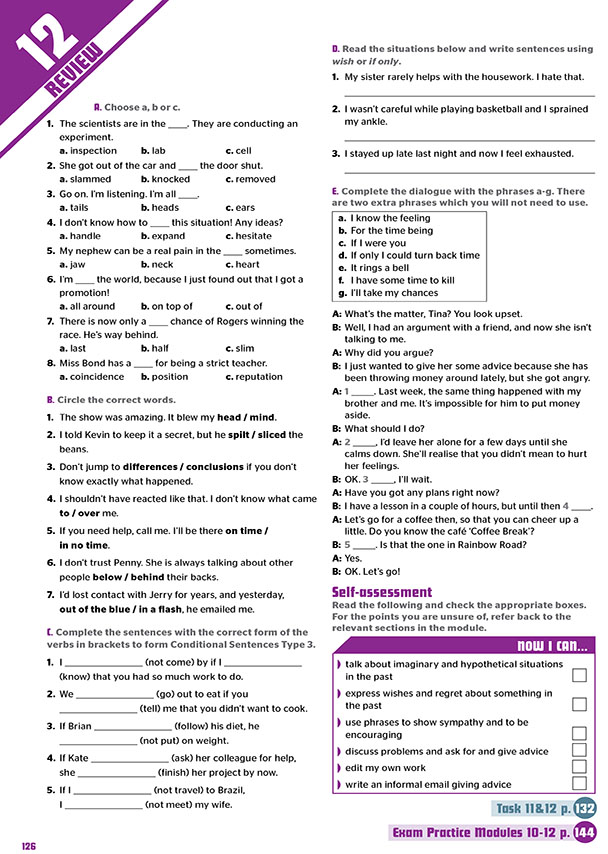 12
REVIEW
A. Choose a, b or c.
1. The scientists are in the ____. They are conducting an
experiment.
a. inspection b. lab c. cell
2. She got out of the car and ____ the door shut.
a. slammed b. knocked c. removed
3. Go on. I'm listening. I'm all ____.
a. tails b. heads c. ears
4. I don't know how to ____ this situation! Any ideas?
a. handle b. expand c. hesitate
5. My nephew can be a real pain in the ____ sometimes.
a. jaw b. neck c. heart
6. I'm ____ the world, because I just found out that I got a
promotion!
a. all around b. on top of c. out of
7. There is now only a ____ chance of Rogers winning the
race. He's way behind.
a. last b. half c. slim
8. Miss Bond has a ____ for being a strict teacher.
a. coincidence b. position c. reputation
B. Circle the correct words.
1. The show was amazing. It blew my head / mind.
2. I told Kevin to keep it a secret, but he spilt / sliced the
beans.
3. Don't jump to differences / conclusions if you don't
know exactly what happened.
4. I shouldn't have reacted like that. I don't know what came
to / over me.
5. If you need help, call me. I'll be there on time /
in no time.
6. I don't trust Penny. She is always talking about other
people below / behind their backs.
7. I'd lost contact with Jerry for years, and yesterday,
out of the blue / in a flash, he emailed me.
C. Complete the sentences with the correct form of the
verbs in brackets to form Conditional Sentences Type 3.
1. I ______________ (not come) by if I ______________
(know) that you had so much work to do.
2. We ______________ (go) out to eat if you
______________ (tell) me that you didn't want to cook.
3. If Brian ______________ (follow) his diet, he
______________ (not put) on weight.
4. If Kate ______________ (ask) her colleague for help,
she ______________ (finish) her project by now.
5. If I ______________ (not travel) to Brazil,
I ______________ (not meet) my wife.
126
D. Read the situations below and write sentences using
wish or if only.
1. My sister rarely helps with the housework. I hate that.
2. I wasn't careful while playing basketball and I sprained
my ankle.
3. I stayed up late last night and now I feel exhausted.
E. Complete the dialogue with the phrases a-g. There
are two extra phrases which you will not need to use.
a. I know the feeling
b. For the time being
c. If I were you
d. If only I could turn back time
e. It rings a bell
f. I have some time to kill
g. I'll take my chances
A: What's the matter, Tina? You look upset.
B: Well, I had an argument with a friend, and now she isn't
talking to me.
A: Why did you argue?
B: I just wanted to give her some advice because she has
been throwing money around lately, but she got angry.
A: 1 ____. Last week, the same thing happened with my
brother and me. It's impossible for him to put money
aside.
B: What should I do?
A: 2 ____, I'd leave her alone for a few days until she
calms down. She'll realise that you didn't mean to hurt
her feelings.
B: OK. 3 ____, I'll wait.
A: Have you got any plans right now?
B: I have a lesson in a couple of hours, but until then 4 ____.
A: Let's go for a coffee then, so that you can cheer up a
little. Do you know the café 'Coffee Break'?
B: 5 ____. Is that the one in Rainbow Road?
A: Yes.
B: OK. Let's go!
Self-assessment
Read the following and check the appropriate boxes.
For the points you are unsure of, refer back to the
relevant sections in the module.
NOW I CAN...
talk about imaginary and hypothetical situations
in the past
express wishes and regret about something in
the past
use phrases to show sympathy and to be
encouraging
discuss problems and ask for and give advice
edit my own work
write an informal email giving advice
Task 11&12 p. 132
Exam Practice Modules 10-12 p. 144